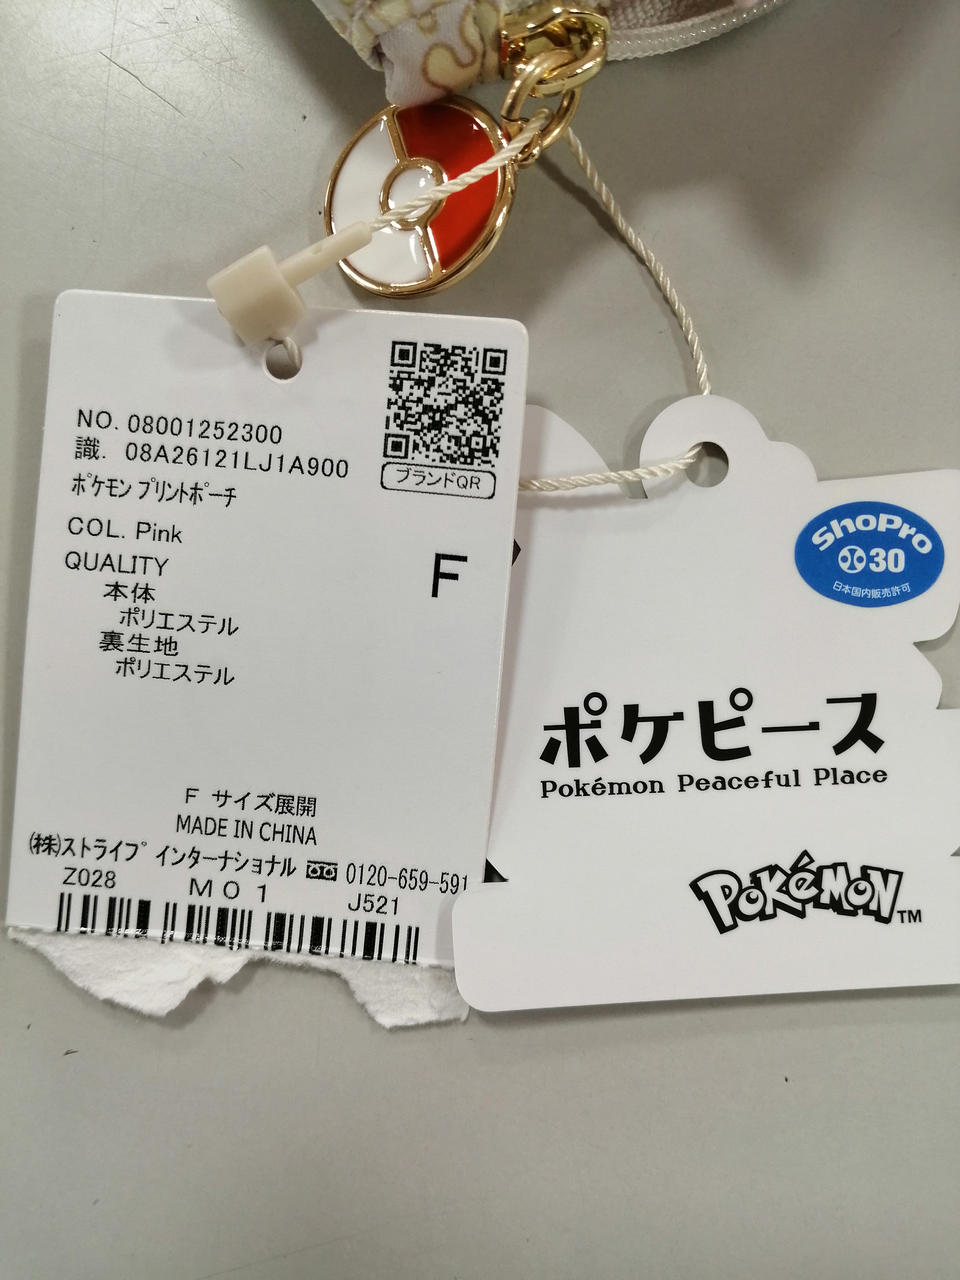 NO. 08001252300
識. 08A26121LJ1A900
ポケモン プリントポーチ
ブランドQR
COL. Pink
F
QUALITY
本体
ポリエステル
裏生地
ポリエステル
F サイズ展開
MADE IN CHINA
(株)ストライプ インターナショナル 0120-659-591
Z028 M01 J521
ShoPro
30
日本国内販売許可
ポケピース
Pokémon Peaceful Place
POKéMON TM